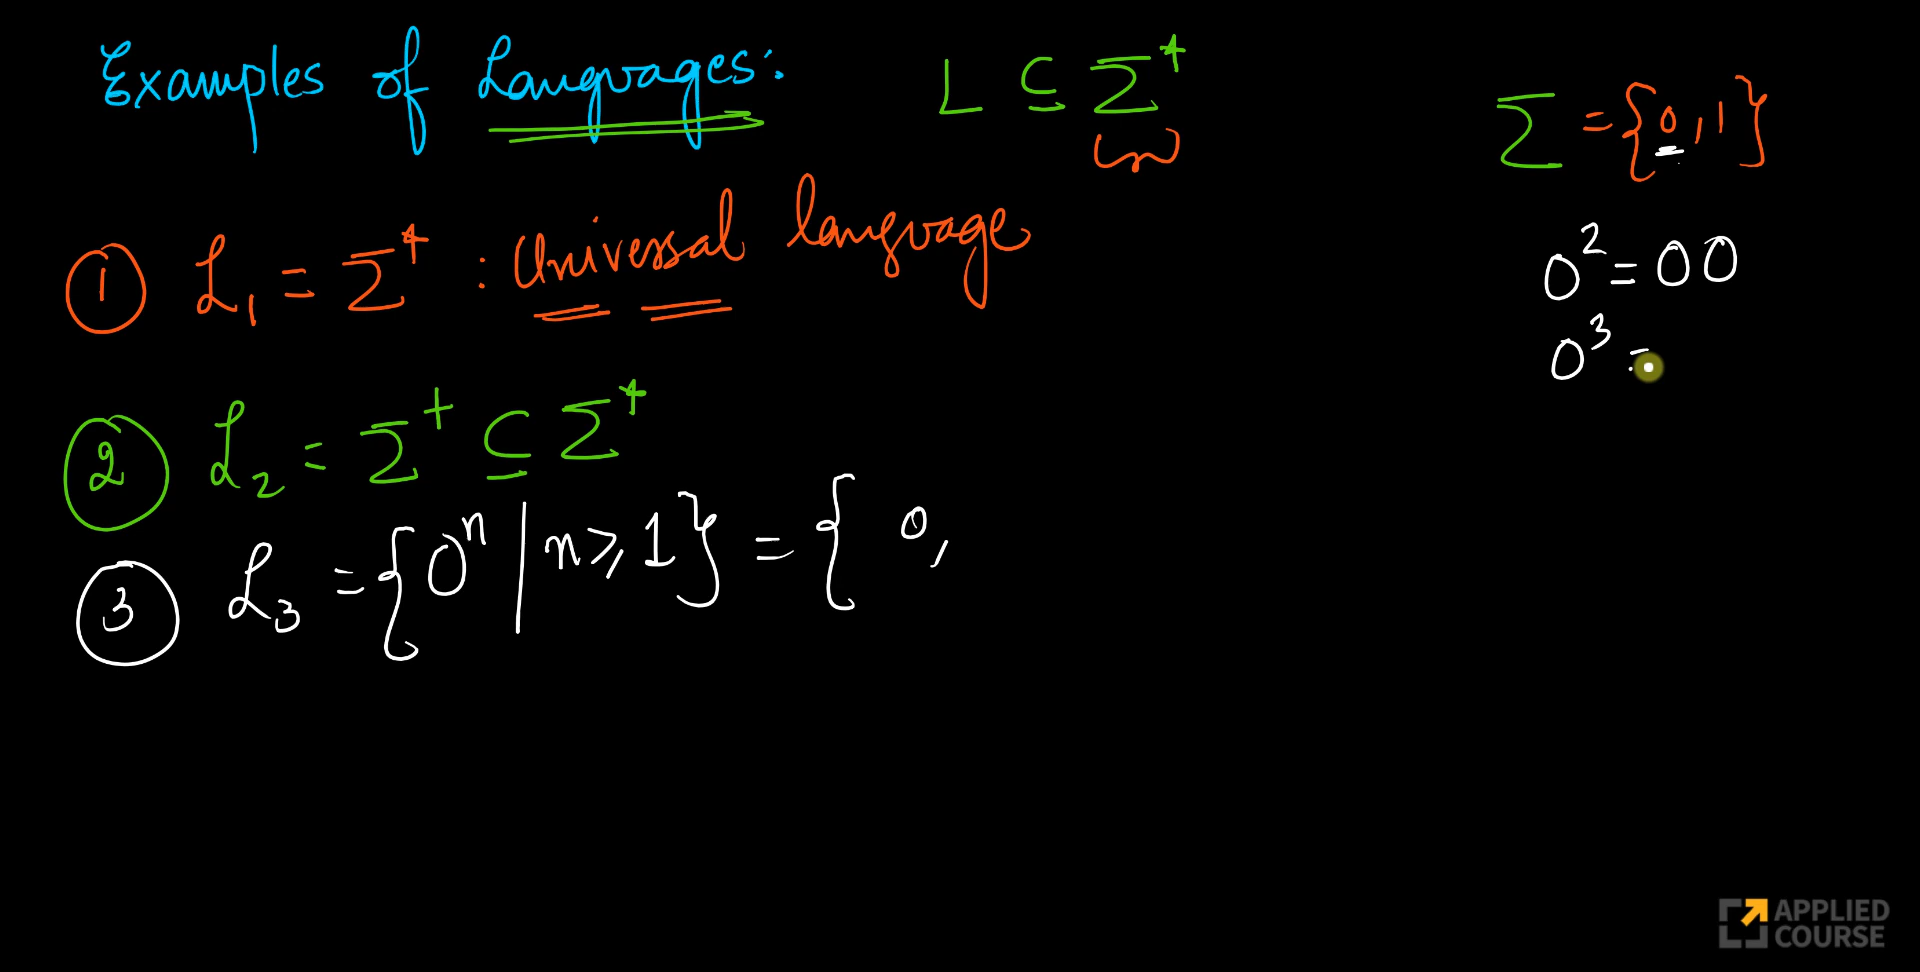 Examples of Languages: L ⊆ Σ*
Σ = {0, 1}
① L₁ = Σ* : Universal language
0² = 00
0³ =
② L₂ = Σ⁺ ⊆ Σ*
③ L₃ = {0ⁿ | n ≥ 1} = { 0,
APPLIED
COURSE